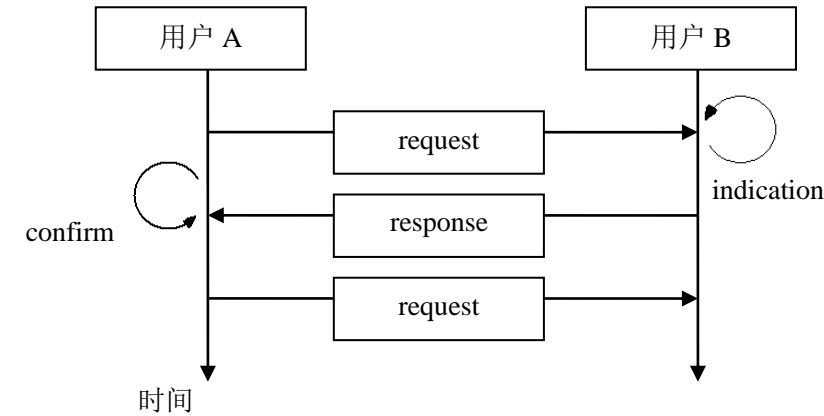 用户 A
用户 B
request
indication
response
confirm
request
时间